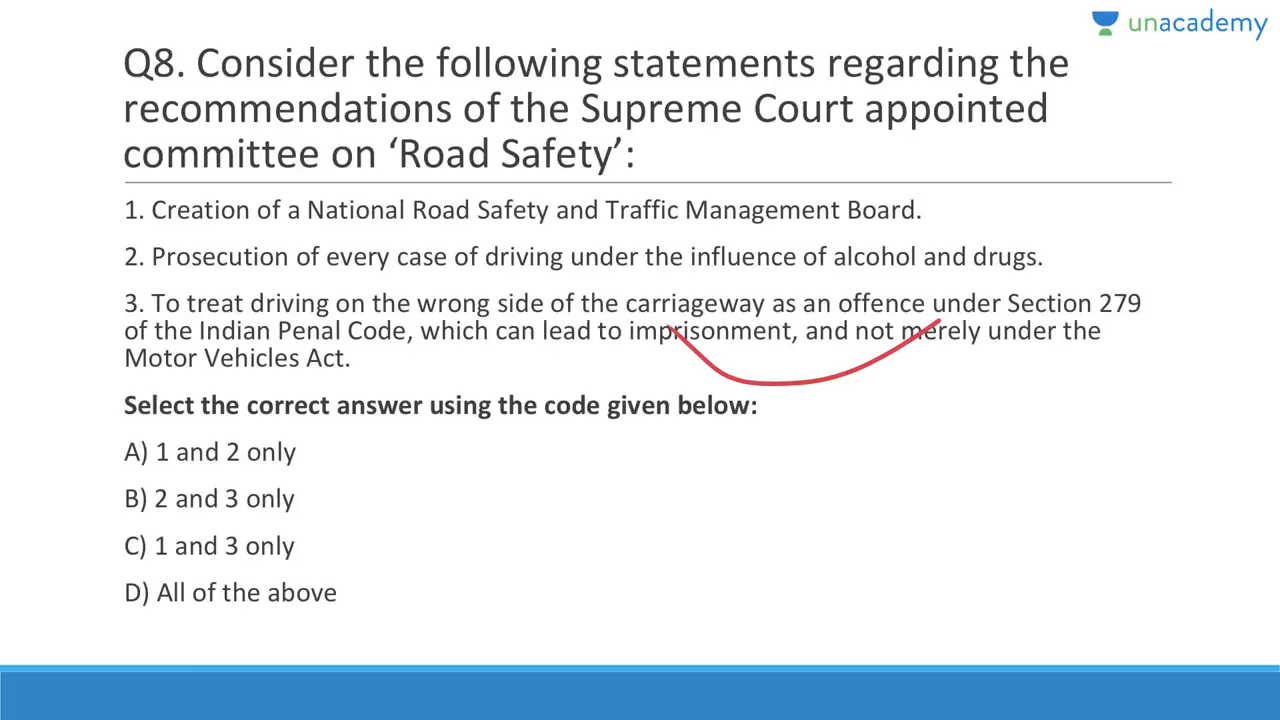 unacademy
Q8. Consider the following statements regarding the
recommendations of the Supreme Court appointed
committee on ‘Road Safety’:
1. Creation of a National Road Safety and Traffic Management Board.
2. Prosecution of every case of driving under the influence of alcohol and drugs.
3. To treat driving on the wrong side of the carriageway as an offence under Section 279
of the Indian Penal Code, which can lead to imprisonment, and not merely under the
Motor Vehicles Act.
Select the correct answer using the code given below:
A) 1 and 2 only
B) 2 and 3 only
C) 1 and 3 only
D) All of the above